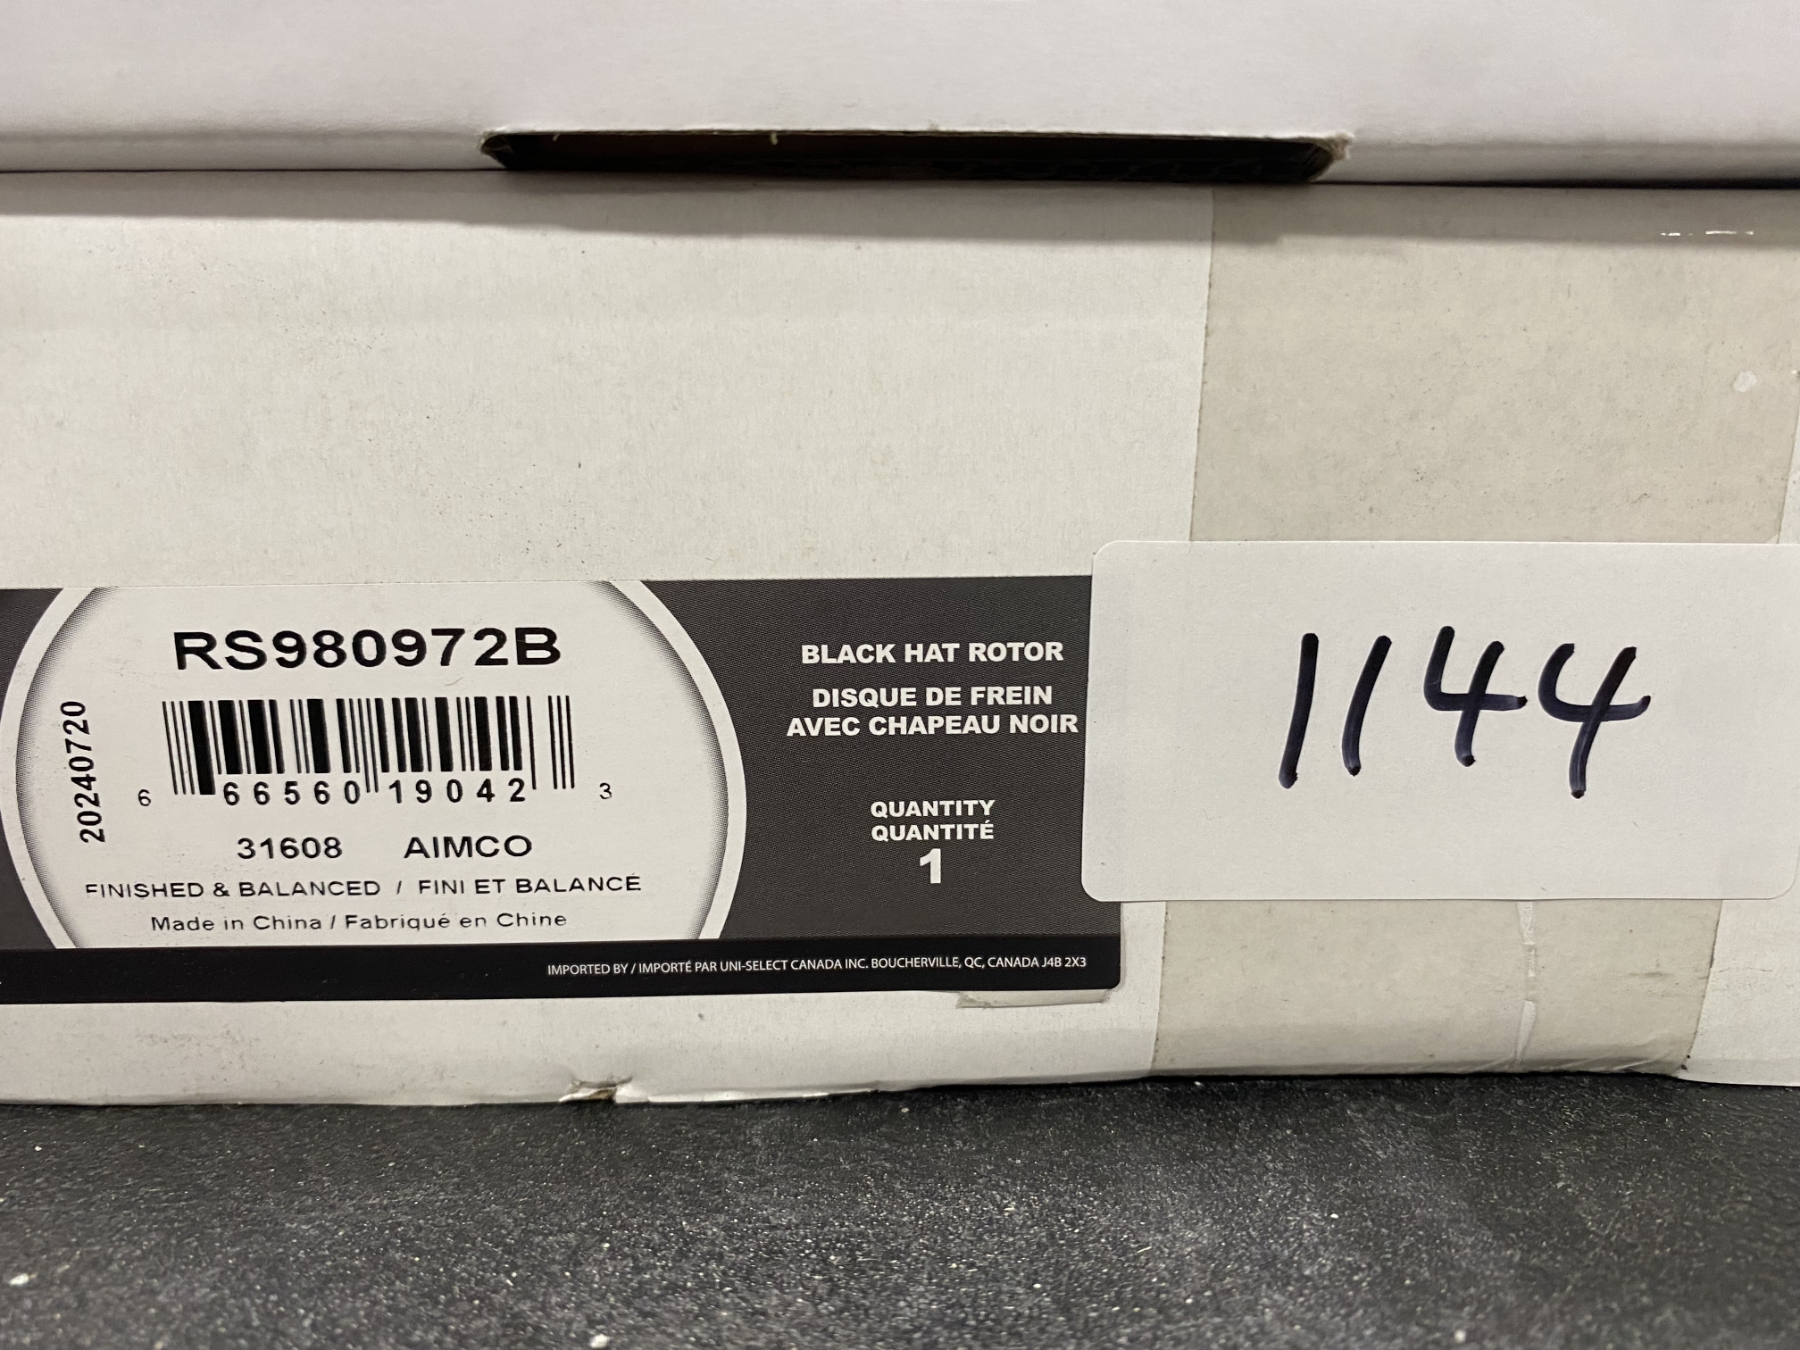 RS980972B
20240720
6 66560 19042 3
31608 AIMCO
FINISHED & BALANCED / FINI ET BALANCÉ
Made in China / Fabriqué en Chine
BLACK HAT ROTOR
DISQUE DE FREIN
AVEC CHAPEAU NOIR
QUANTITY
QUANTITÉ
1
IMPORTED BY / IMPORTÉ PAR UNI-SELECT CANADA INC. BOUCHERVILLE, QC, CANADA J4B 2X3
1144